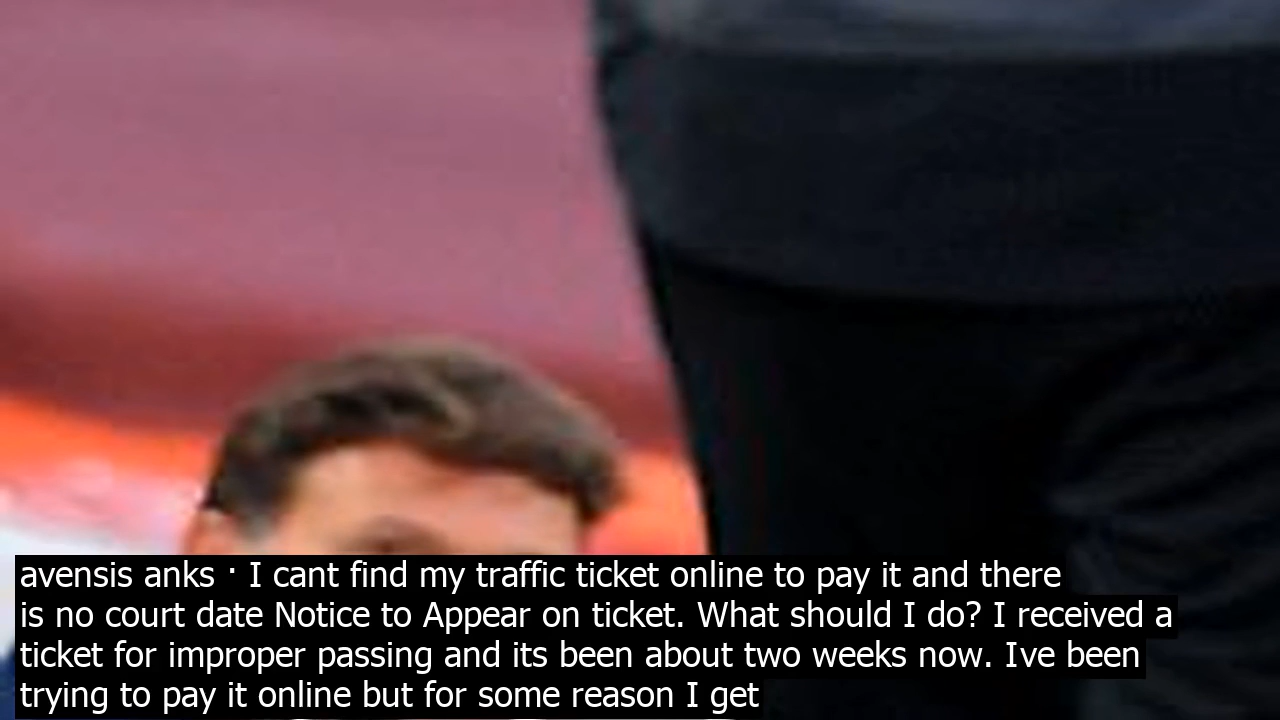 avensis anks · I cant find my traffic ticket online to pay it and there
is no court date Notice to Appear on ticket. What should I do? I received a
ticket for improper passing and its been about two weeks now. Ive been
trying to pay it online but for some reason I get